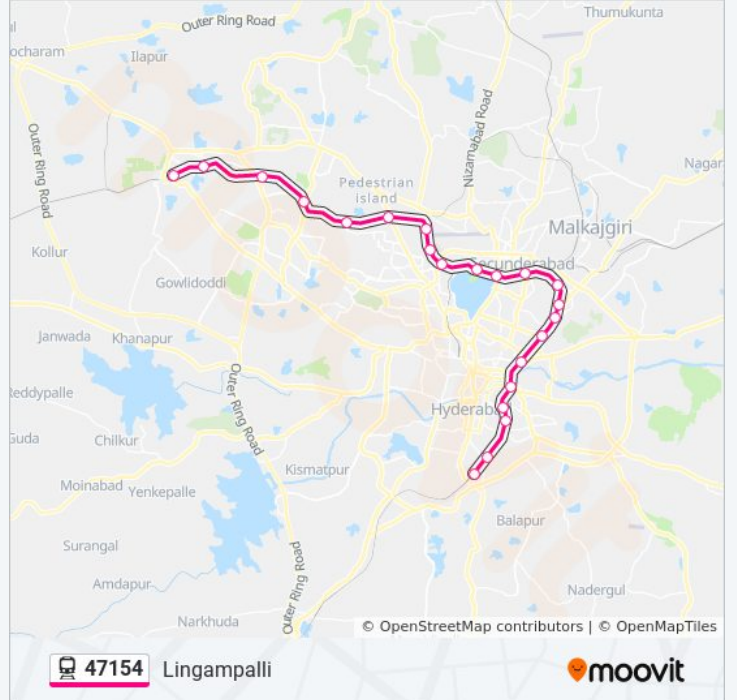 Thumukunta
Outer Ring Road
ocharam
Ilapur
Nizamabad Road
Outer Ring Road
Nagar
Pedestrian
island
Malkajgiri
Kollur
Secunderabad
Gowlidoddi
Janwada
Khanapur
Reddypalle
Outer Ring Road
Hyderabad
Guda
Chilkur
Kismatpur
Moinabad
Yenkepalle
Balapur
Surangal
Outer Ring Road
Amdapur
Nadergul
Narkhuda
© OpenStreetMap contributors | © OpenMapTiles
47154 Lingampalli
moovit